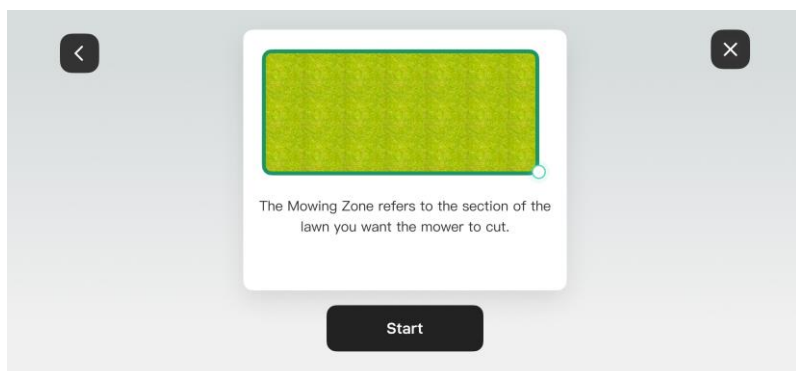 The Mowing Zone refers to the section of the
lawn you want the mower to cut.
Start